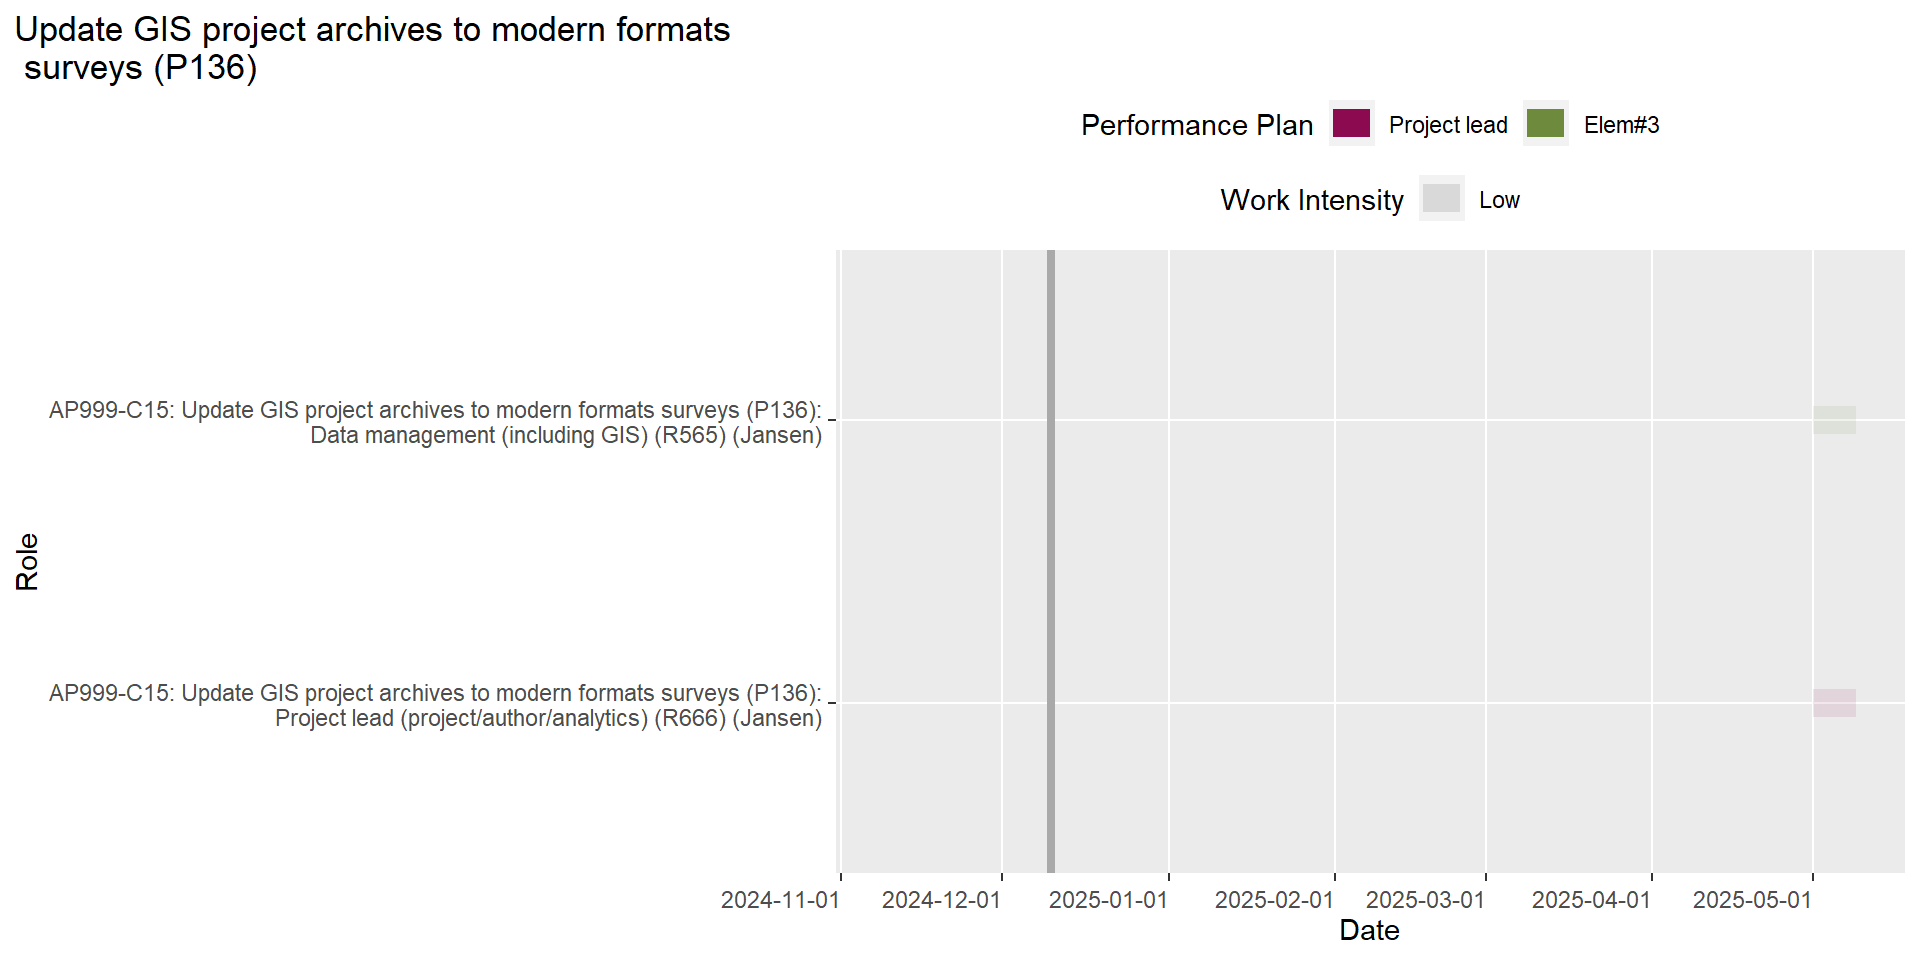 Update GIS project archives to modern formats
surveys (P136)
Performance Plan Project lead Elem#3
Work Intensity Low
AP999-C15: Update GIS project archives to modern formats surveys (P136):
Data management (including GIS) (R565) (Jansen)
Role
AP999-C15: Update GIS project archives to modern formats surveys (P136):
Project lead (project/author/analytics) (R666) (Jansen)
2024-11-01 2024-12-01 2025-01-01 2025-02-01 2025-03-01 2025-04-01 2025-05-01
Date